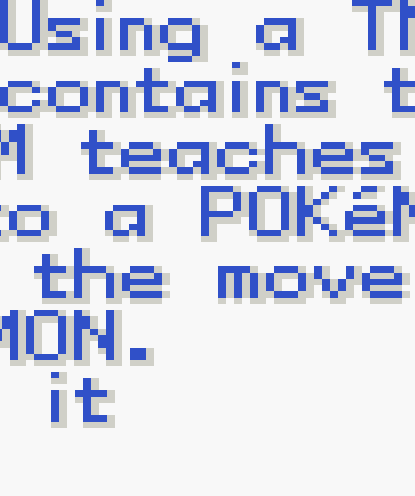 Using a T
contains t
M teaches
to a POKéM
the move
MON.
it